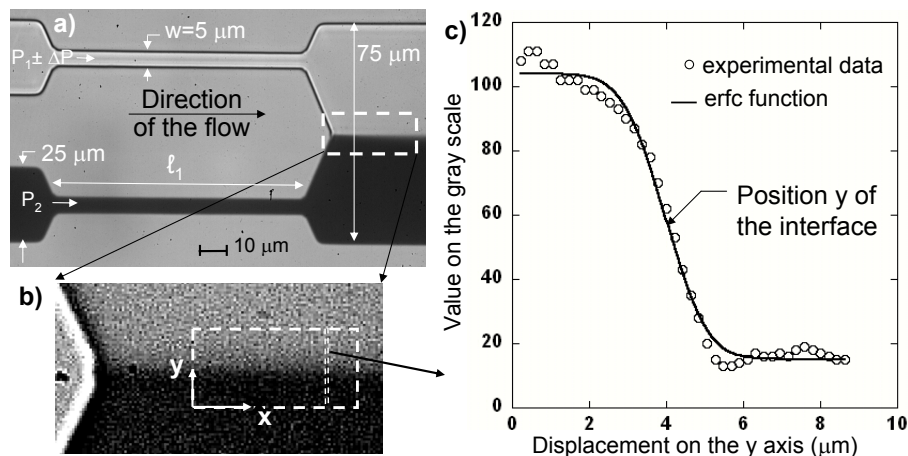 a)
w=5 μm
P₁± ΔP
75 μm
Direction
of the flow
25 μm
ℓ₁
P₂
10 μm
b)
y
x
c)
120
100
80
60
40
20
0
Value on the gray scale
experimental data
erfc function
Position y of
the interface
0 2 4 6 8 10
Displacement on the y axis (μm)